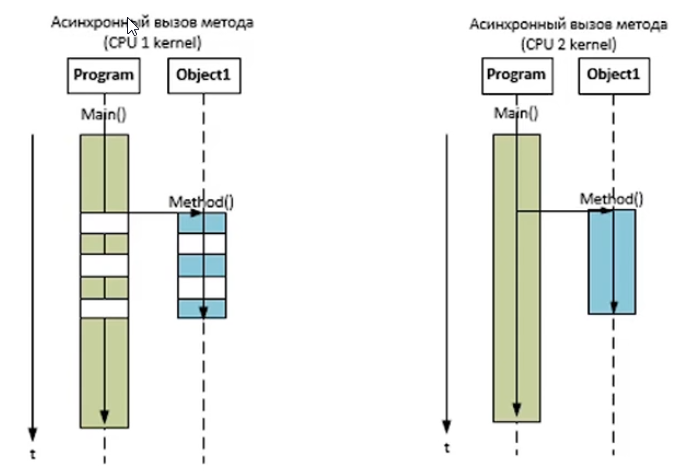 Асинхронный вызов метода
(CPU 1 kernel)
Program
Object1
Main()
Method()
t
Асинхронный вызов метода
(CPU 2 kernel)
Program
Object1
Main()
Method()
t